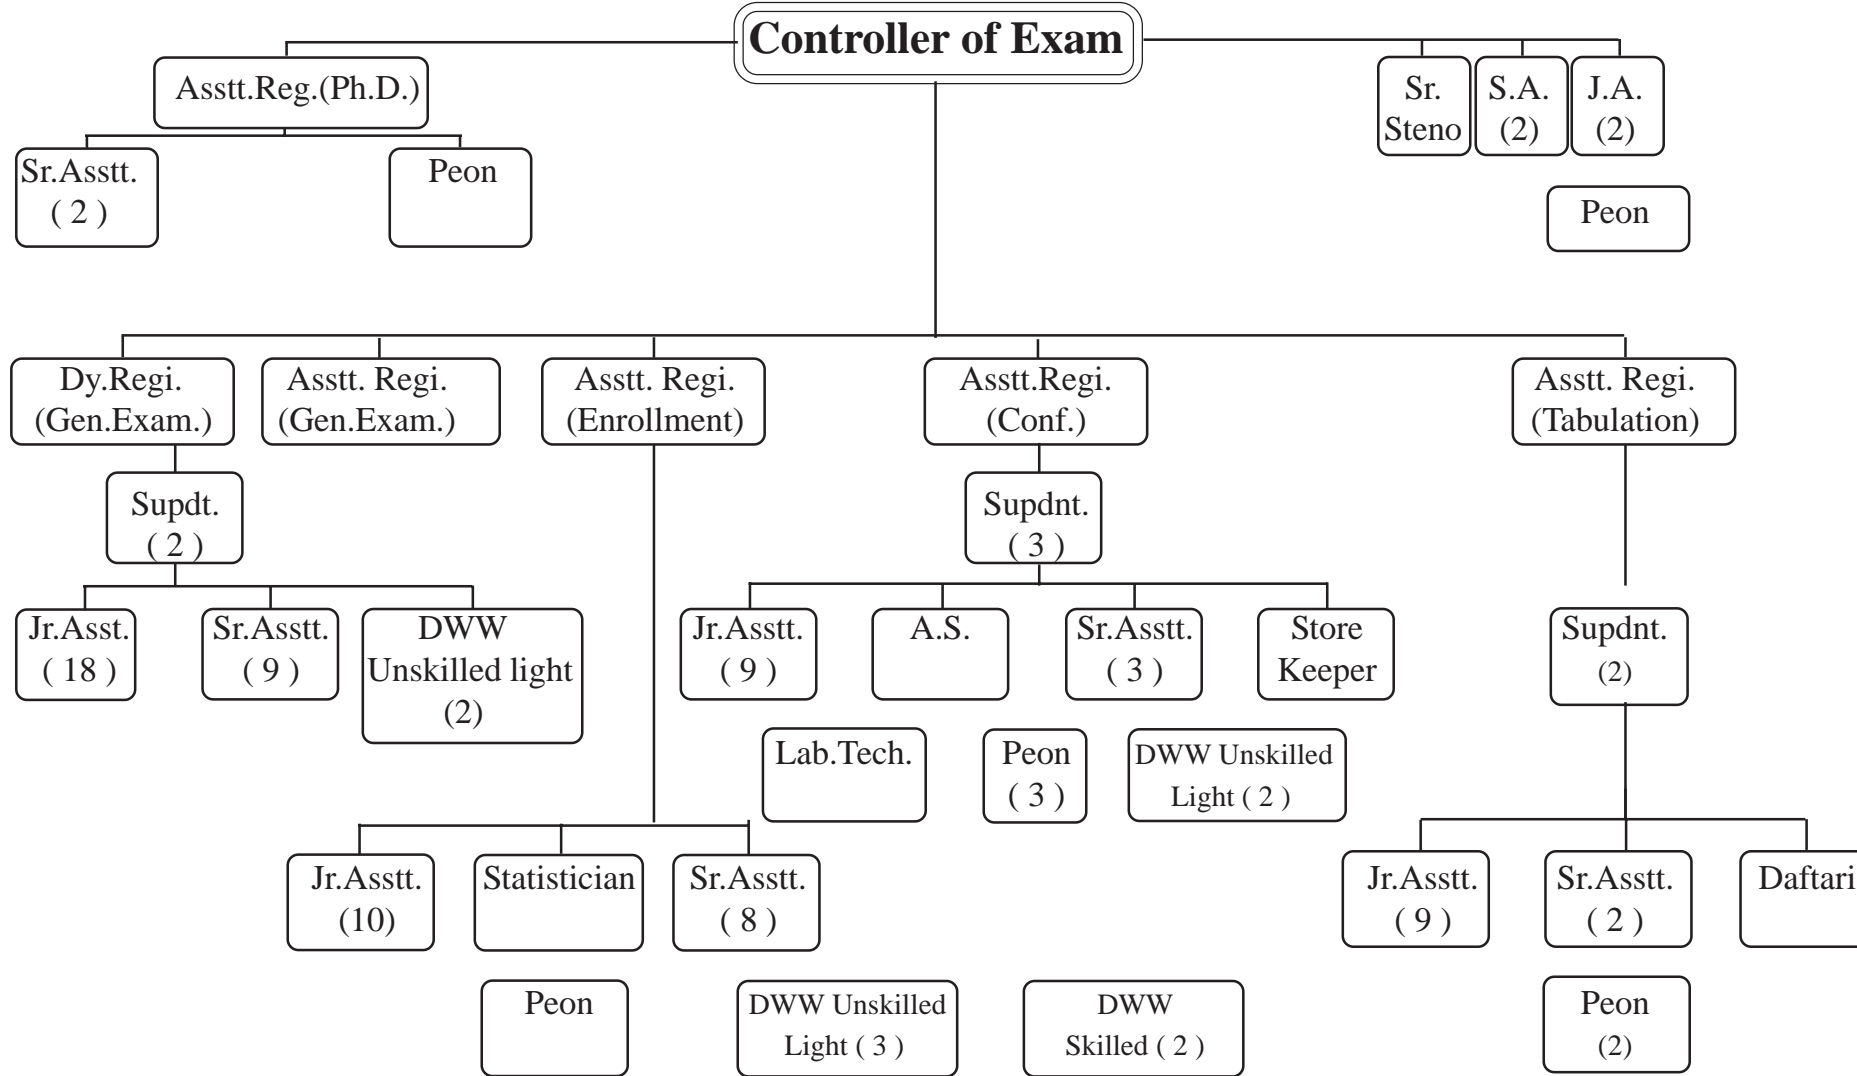 Controller of Exam
Asstt.Reg.(Ph.D.)
Sr.
Steno
S.A.
(2)
J.A.
(2)
Sr.Asstt.
( 2 )
Peon
Peon
Dy.Regi.
(Gen.Exam.)
Asstt. Regi.
(Gen.Exam.)
Asstt. Regi.
(Enrollment)
Asstt.Regi.
(Conf.)
Asstt. Regi.
(Tabulation)
Supdt.
( 2 )
Supdnt.
( 3 )
Jr.Asst.
( 18 )
Sr.Asstt.
( 9 )
DWW
Unskilled light
(2)
Jr.Asstt.
( 9 )
A.S.
Sr.Asstt.
( 3 )
Store
Keeper
Supdnt.
(2)
Lab.Tech.
Peon
( 3 )
DWW Unskilled
Light ( 2 )
Jr.Asstt.
(10)
Statistician
Sr.Asstt.
( 8 )
Jr.Asstt.
( 9 )
Sr.Asstt.
( 2 )
Daftari
Peon
DWW Unskilled
Light ( 3 )
DWW
Skilled ( 2 )
Peon
(2)